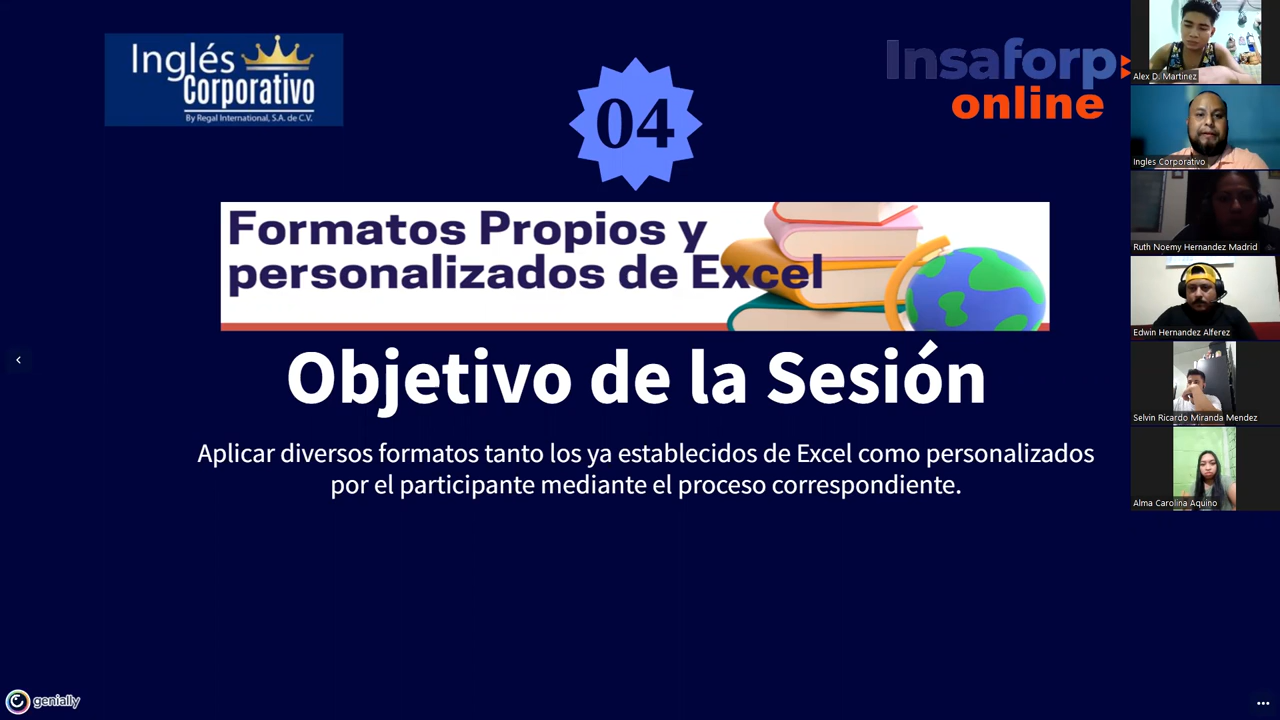 Inglés
Corporativo
By Regal International, S.A. de C.V.
04
Insaforp
online
Formatos Propios y
personalizados de Excel
Objetivo de la Sesión
Aplicar diversos formatos tanto los ya establecidos de Excel como personalizados
por el participante mediante el proceso correspondiente.
genially
Alex D. Martinez
Ingles Corporativo
Ruth Noemy Hernandez Madrid
Edwin Hernandez Alferez
Selvin Ricardo Miranda Mendez
Alma Carolina Aquino